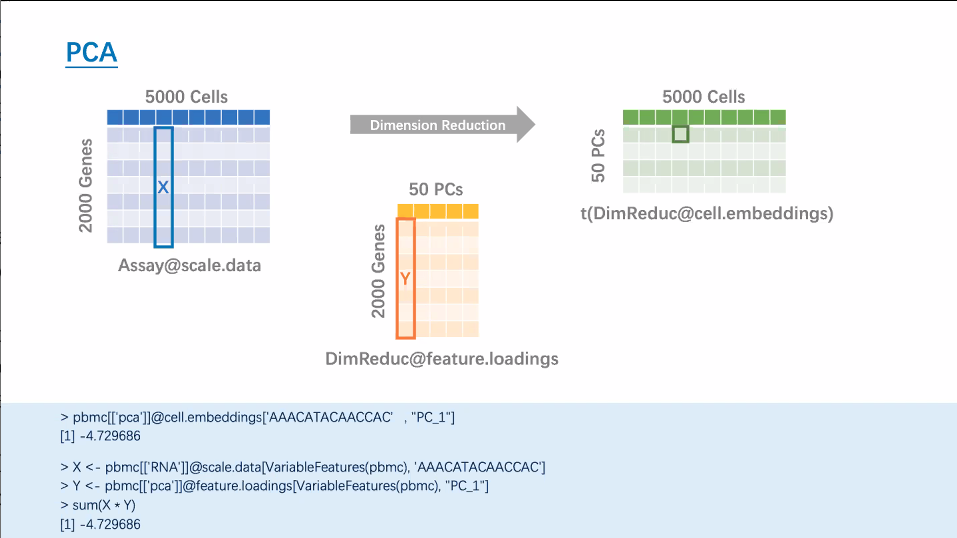 PCA
5000 Cells
2000 Genes
X
Assay@scale.data
Dimension Reduction
50 PCs
2000 Genes
Y
DimReduc@feature.loadings
5000 Cells
50 PCs
t(DimReduc@cell.embeddings)
> pbmc[['pca']]@cell.embeddings['AAACATACAACCAC' , "PC_1"]
[1] -4.729686
> X <- pbmc[['RNA']]@scale.data[VariableFeatures(pbmc), 'AAACATACAACCAC']
> Y <- pbmc[['pca']]@feature.loadings[VariableFeatures(pbmc), "PC_1"]
> sum(X * Y)
[1] -4.729686